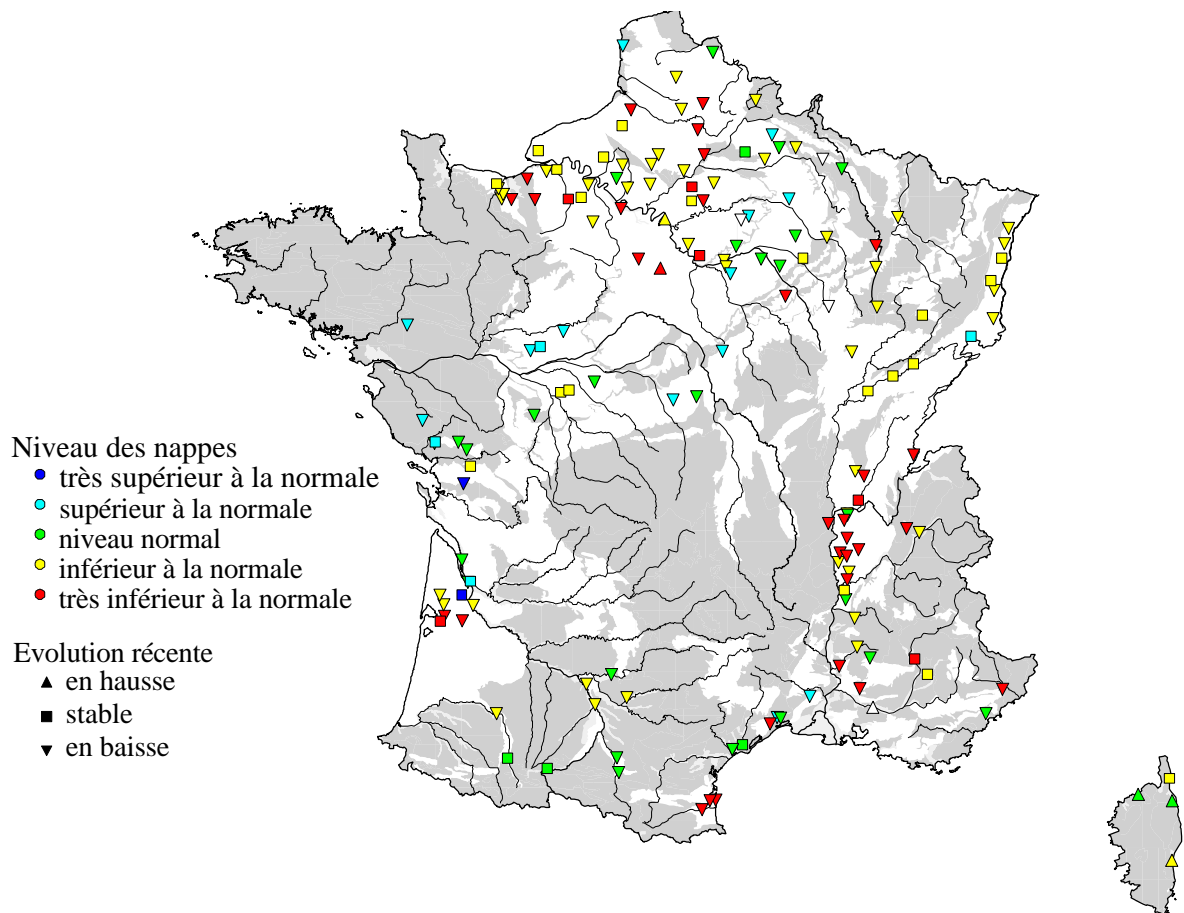 Niveau des nappes
très supérieur à la normale
supérieur à la normale
niveau normal
inférieur à la normale
très inférieur à la normale
Evolution récente
en hausse
stable
en baisse